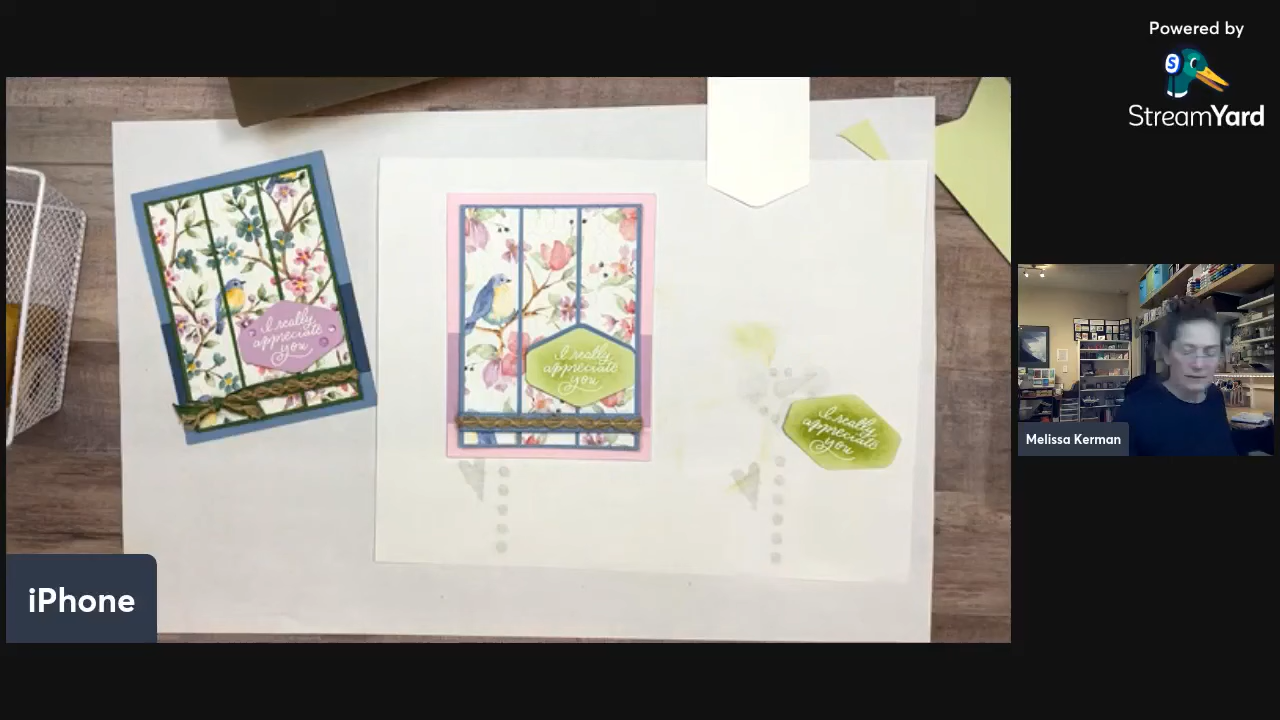 Powered by
S
StreamYard
I really
appreciate
you
I really
appreciate
you
I really
appreciate
you
Melissa Kerman
iPhone